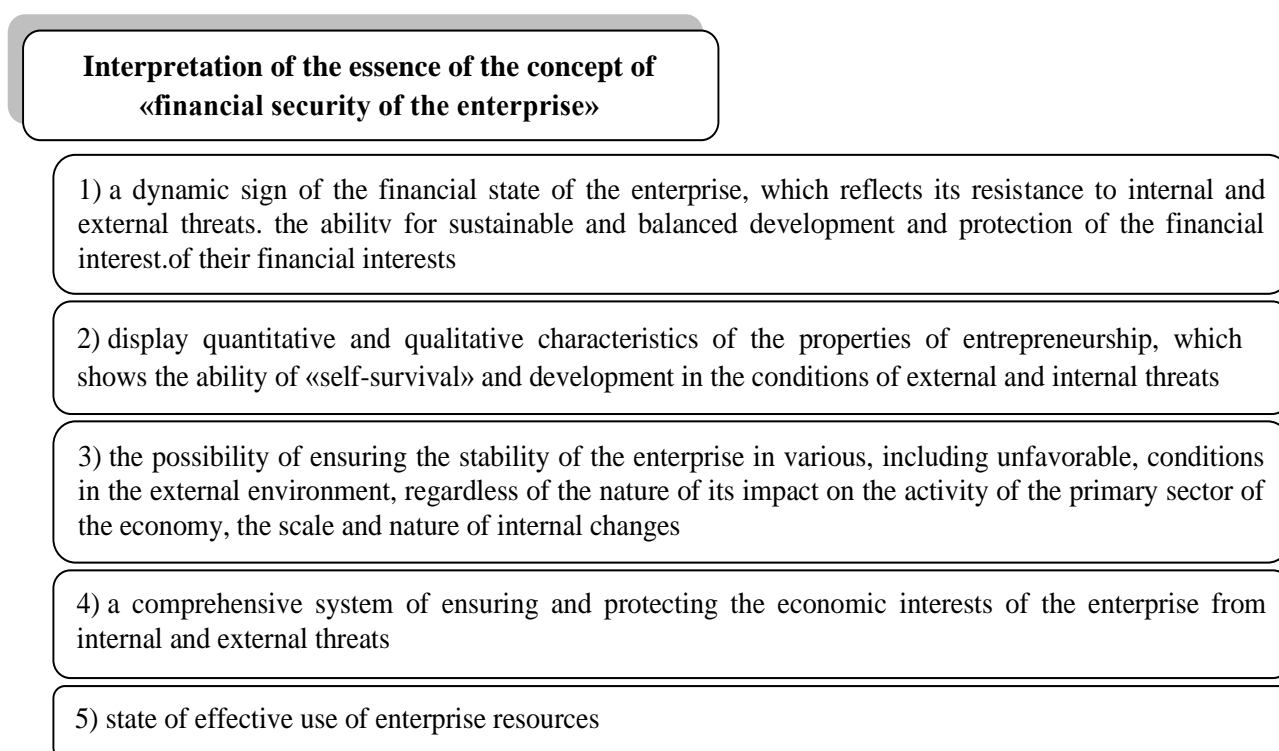 Interpretation of the essence of the concept of
«financial security of the enterprise»
1) a dynamic sign of the financial state of the enterprise, which reflects its resistance to internal and
external threats. the ability for sustainable and balanced development and protection of the financial
interest.of their financial interests
2) display quantitative and qualitative characteristics of the properties of entrepreneurship, which
shows the ability of «self-survival» and development in the conditions of external and internal threats
3) the possibility of ensuring the stability of the enterprise in various, including unfavorable, conditions
in the external environment, regardless of the nature of its impact on the activity of the primary sector of
the economy, the scale and nature of internal changes
4) a comprehensive system of ensuring and protecting the economic interests of the enterprise from
internal and external threats
5) state of effective use of enterprise resources